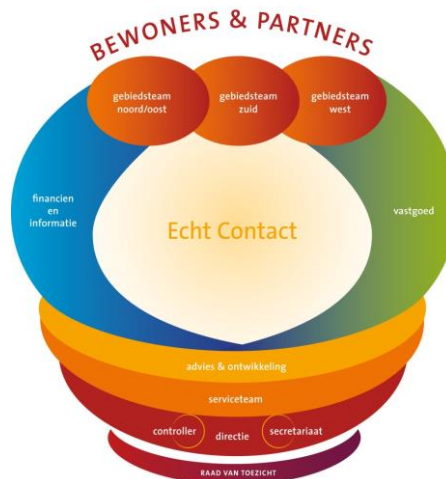 BEWONERS & PARTNERS
gebiedsteam
noord/oost
gebiedsteam
zuid
gebiedsteam
west
financien
en
informatie
Echt Contact
vastgoed
advies & ontwikkeling
serviceteam
controller
directie
secretariaat
RAAD VAN TOEZICHT